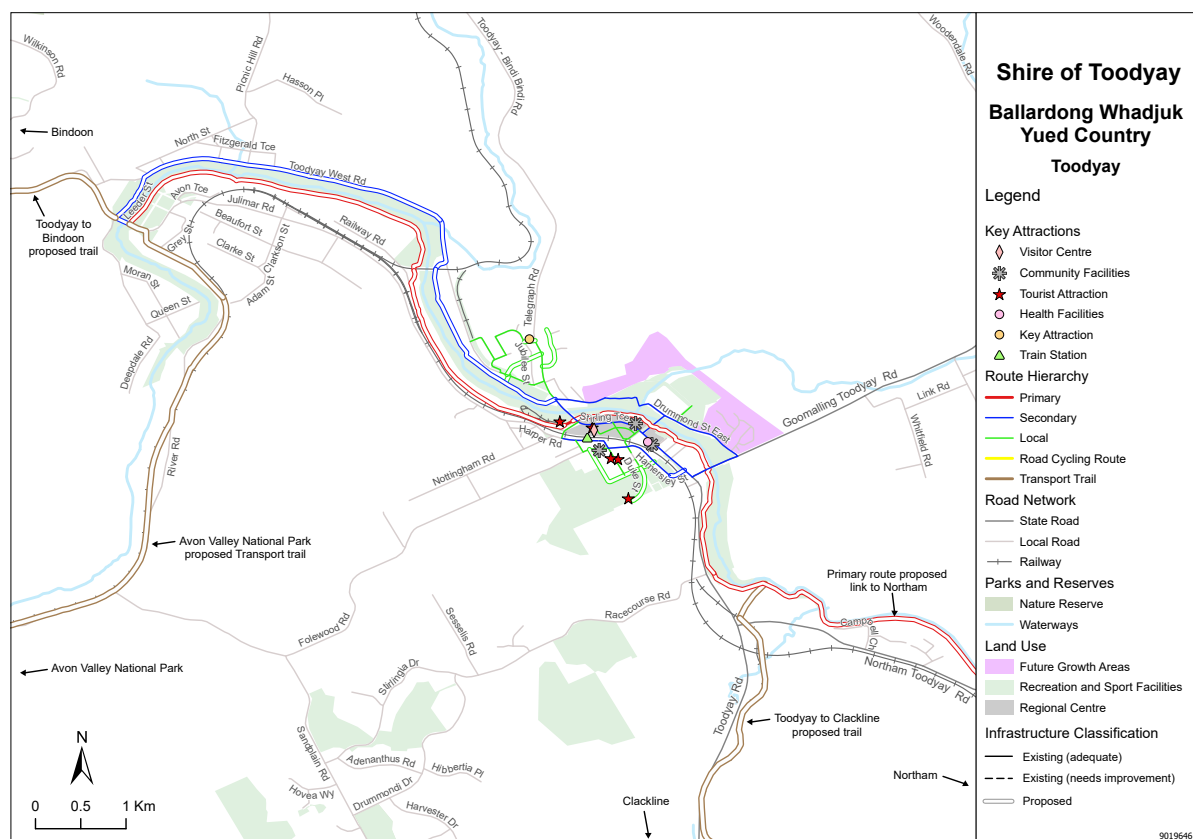 Wilkinson Rd
Picnic Hill Rd
Hasson Pl
Toodyay - Bindi Bindi Rd
Woodendale Rd
Bindoon
North St
Fitzgerald Tce
Toodyay West Rd
Leeder St
Avon Tce
Julimar Rd
Beaufort St
Railway Rd
Grey St
Clarke St
Clarkson St
Adam St
Toodyay to
Bindoon
proposed trail
Moran St
Queen St
Deepdale Rd
River Rd
Telegraph Rd
Jubilee St
Stirling Tce
Drummond St East
Goomalling Toodyay Rd
Link Rd
Whitfield Rd
Harper Rd
Nottingham Rd
Hamersley St
Duke St
Avon Valley National Park
proposed Transport trail
Folewood Rd
Sesselis Rd
Racecourse Rd
Primary route proposed
link to Northam
Northam Toodyay Rd
Avon Valley National Park
Stirlingia Dr
Sandplain Rd
Adenanthus Rd
Hibbertia Pl
Hovea Wy
Drummondi Dr
Harvester Dr
Toodyay Rd
Toodyay to Clackline
proposed trail
Northam
Clackline
N
0 0.5 1 Km
Shire of Toodyay
Ballardong Whadjuk
Yued Country
Toodyay
Legend
Key Attractions
Visitor Centre
Community Facilities
Tourist Attraction
Health Facilities
Key Attraction
Train Station
Route Hierarchy
Primary
Secondary
Local
Road Cycling Route
Transport Trail
Road Network
State Road
Local Road
Railway
Parks and Reserves
Nature Reserve
Waterways
Land Use
Future Growth Areas
Recreation and Sport Facilities
Regional Centre
Infrastructure Classification
Existing (adequate)
Existing (needs improvement)
Proposed
9019646